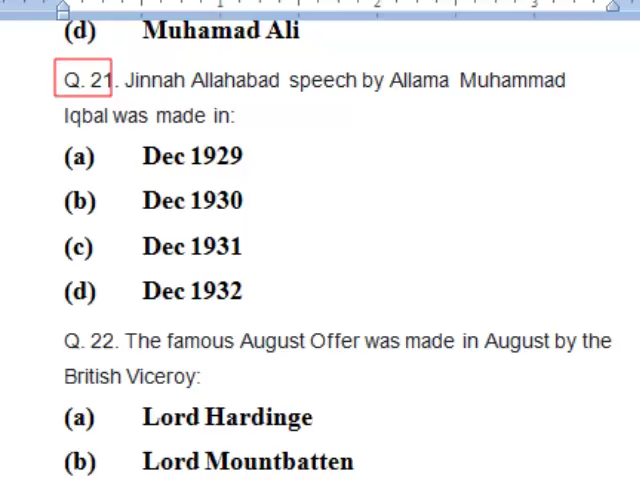 (d) Muhamad Ali
Q. 21. Jinnah Allahabad speech by Allama Muhammad
Iqbal was made in:
(a) Dec 1929
(b) Dec 1930
(c) Dec 1931
(d) Dec 1932
Q. 22. The famous August Offer was made in August by the
British Viceroy:
(a) Lord Hardinge
(b) Lord Mountbatten